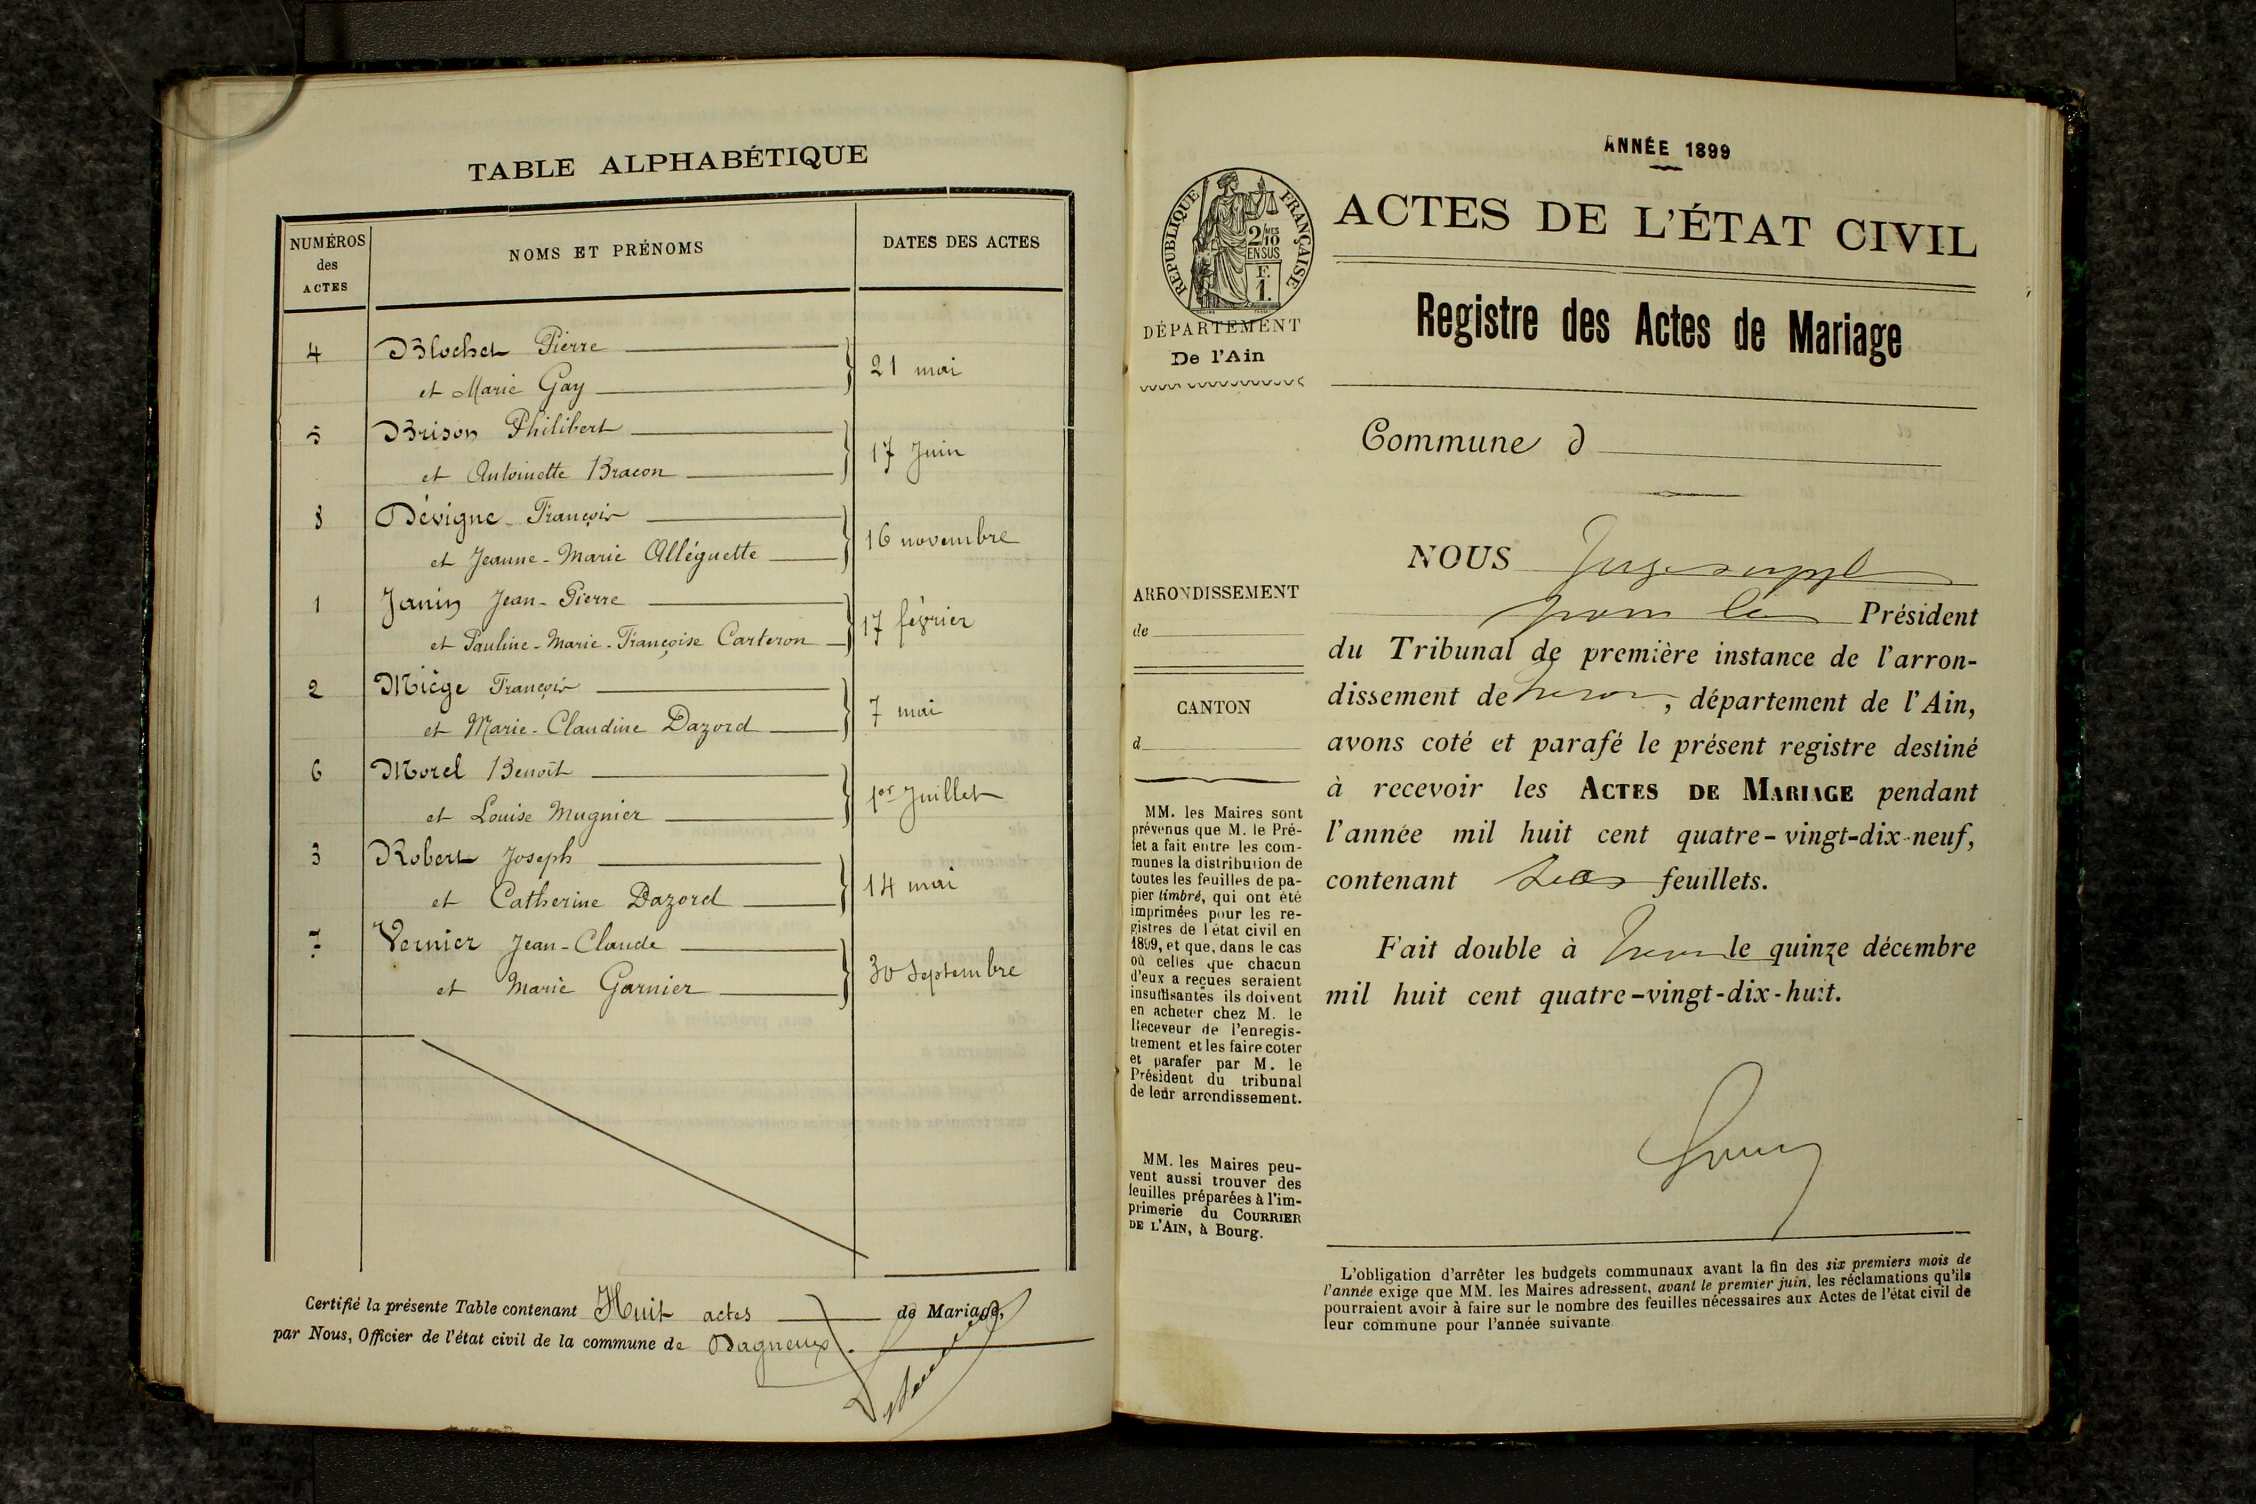 TABLE ALPHABÉTIQUE
NUMÉROS
des
ACTES
NOMS ET PRÉNOMS
DATES DES ACTES
4 Blochet Pierre
et Marie Gay
21 mai
5 Brison Philibert
et Antoinette Bracon
17 Juin
8 Dévigne François
et Jeanne-Marie Alléguette
16 novembre
1 Janin Jean-Pierre
et Pauline-Marie-Françoise Carteron
17 février
2 Miège François
et Marie-Claudine Dazord
7 mai
6 Morel Benoît
et Louise Mugnier
1er Juillet
3 Robert Joseph
et Catherine Dazord
14 mai
7 Vernier Jean-Claude
et Marie Garnier
30 Septembre
Certifié la présente Table contenant Huit actes de Mariage,
par Nous, Officier de l'état civil de la commune de Dagneux.
ANNÉE 1899
RÉPUBLIQUE FRANÇAISE
2/10 MES
EN SUS
F.
1.
DÉPARTEMENT
De l'Ain
ACTES DE L'ÉTAT CIVIL
Registre des Actes de Mariage
Commune d
ARRONDISSEMENT
de
CANTON
d
MM. les Maires sont
prévenus que M. le Pré-
fet a fait entre les com-
munes la distribution de
toutes les feuilles de pa-
pier timbré, qui ont été
imprimées pour les re-
gistres de l'état civil en
1899, et que, dans le cas
où celles que chacun
d'eux a reçues seraient
insuffisantes ils doivent
en acheter chez M. le
Receveur de l'enregis-
trement et les faire coter
et parafer par M. le
Président du tribunal
de leur arrondissement.
MM. les Maires peu-
vent aussi trouver des
feuilles préparées à l'im-
primerie du COURRIER
DE L'AIN, à Bourg.
NOUS Juge suppl
pour le Président
du Tribunal de première instance de l'arron-
dissement de , département de l'Ain,
avons coté et parafé le présent registre destiné
à recevoir les ACTES DE MARIAGE pendant
l'année mil huit cent quatre-vingt-dix-neuf,
contenant feuillets.
Fait double à le quinze décembre
mil huit cent quatre-vingt-dix-huit.
L'obligation d'arrêter les budgets communaux avant la fin des six premiers mois de
l'année exige que MM. les Maires adressent, avant le premier juin, les réclamations qu'ils
pourraient avoir à faire sur le nombre des feuilles nécessaires aux Actes de l'état civil de
leur commune pour l'année suivante